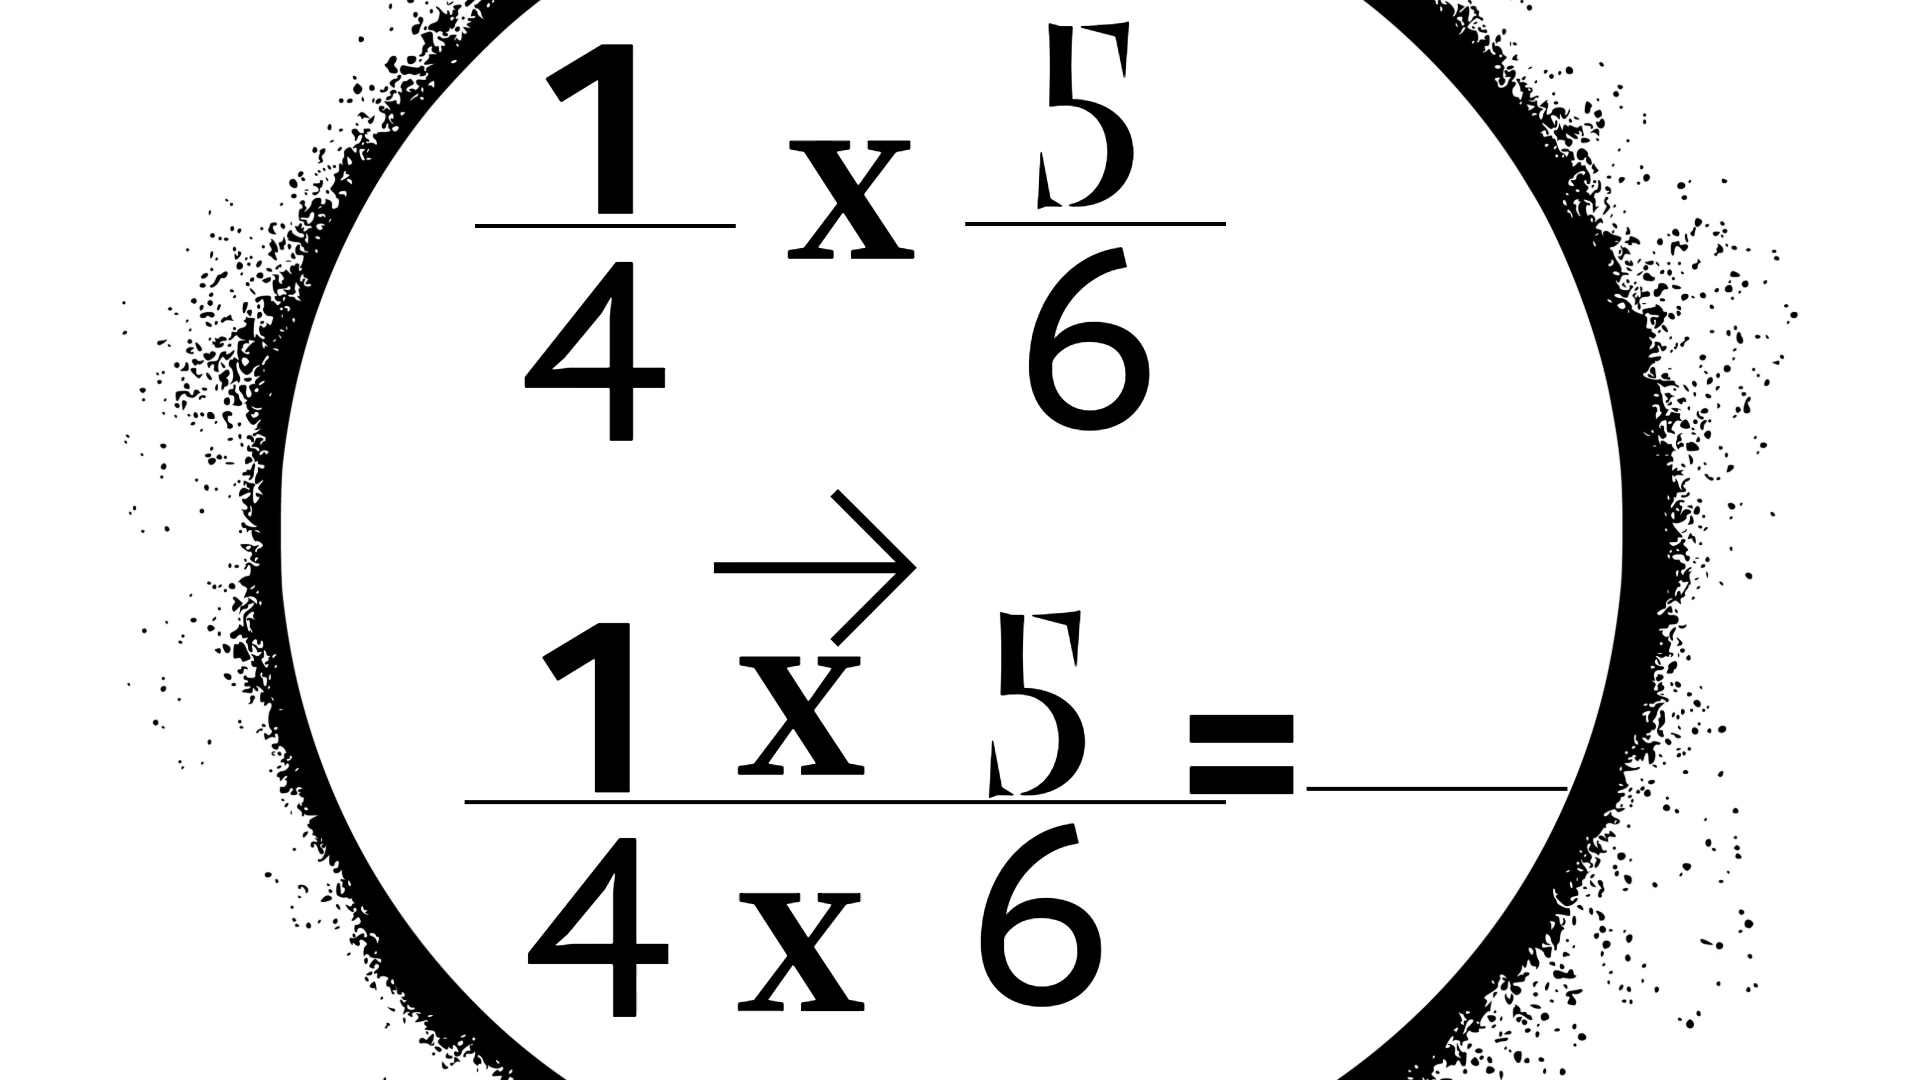 1 x 5
4 6
→
1 x 5 =
4 x 6